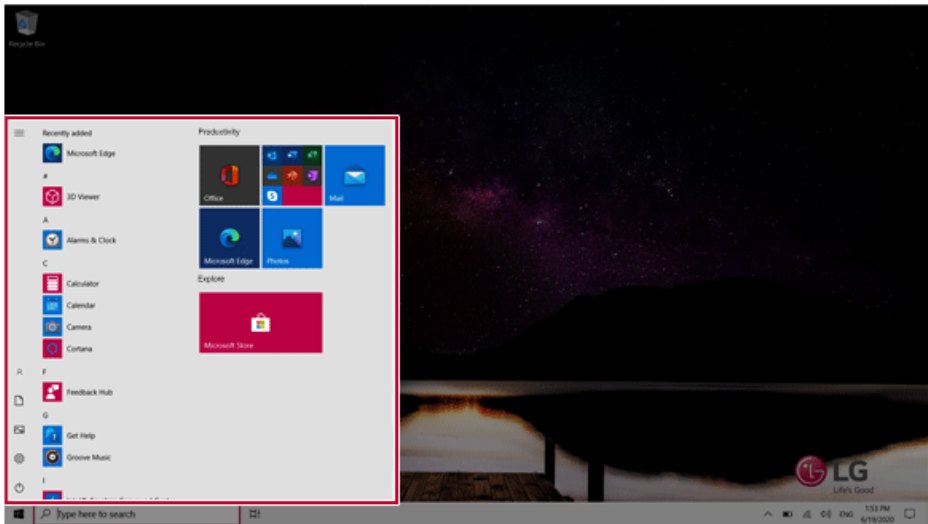 Recycle Bin
Recently added
Microsoft Edge
#
3D Viewer
A
Alarms & Clock
C
Calculator
Calendar
Camera
Cortana
F
Feedback Hub
G
Get Help
Groove Music
I
Productivity
Office
Mail
Microsoft Edge
Photos
Explore
Microsoft Store
LG
Life's Good
Type here to search
ENG
1:53 PM
6/19/2020